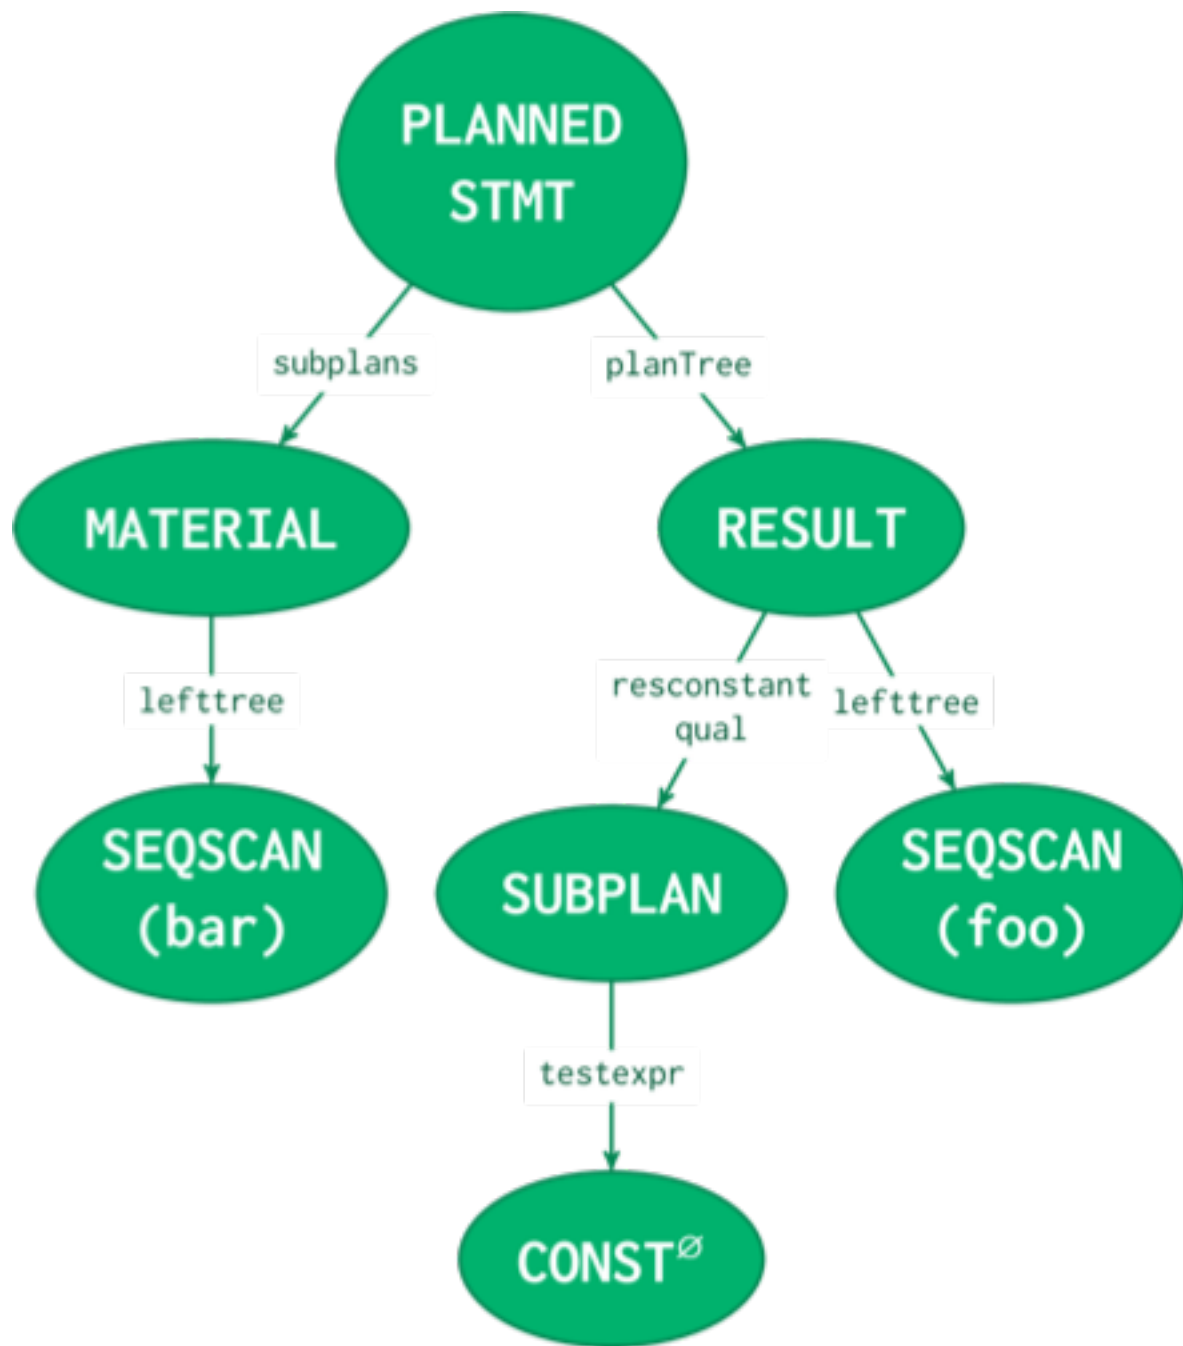 PLANNED
STMT
subplans
planTree
MATERIAL
RESULT
lefttree
resconstant
qual
lefttree
SEQSCAN
(bar)
SUBPLAN
SEQSCAN
(foo)
testexpr
CONST∅